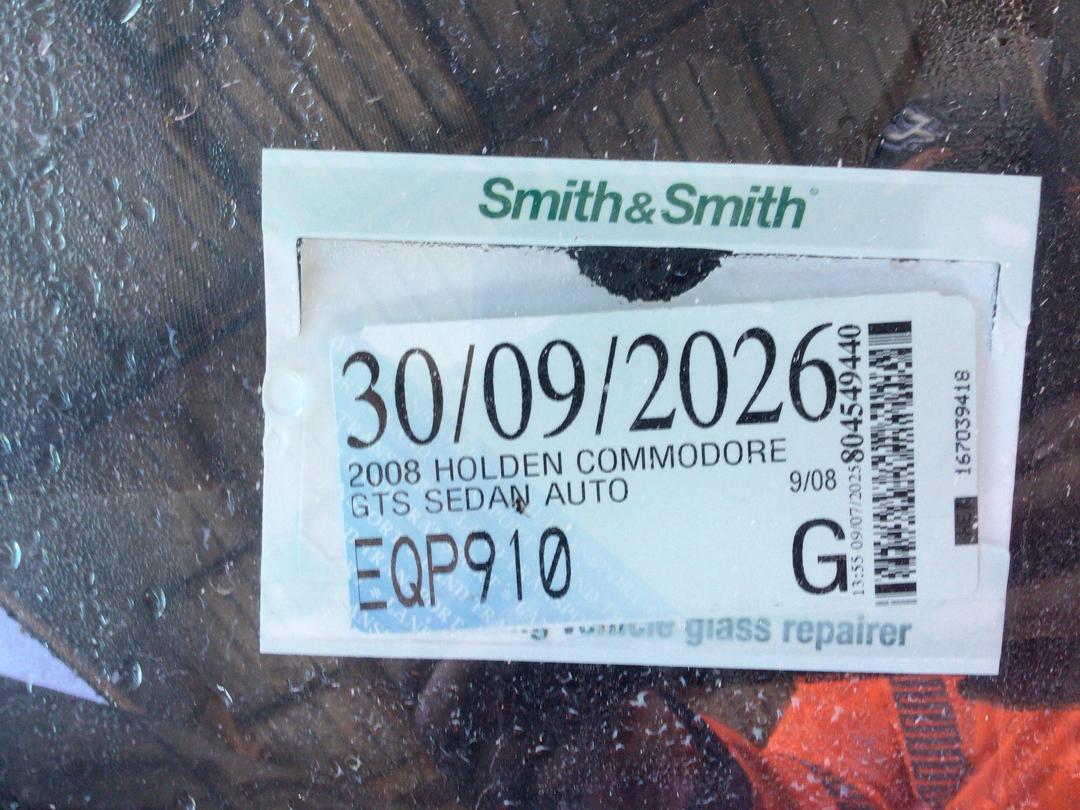 Smith&Smith®
30/09/2026
2008 HOLDEN COMMODORE
GTS SEDAN AUTO
9/08
EQP910
G
13:55 09/07/2025 804549440
167039418
vehicle glass repairer